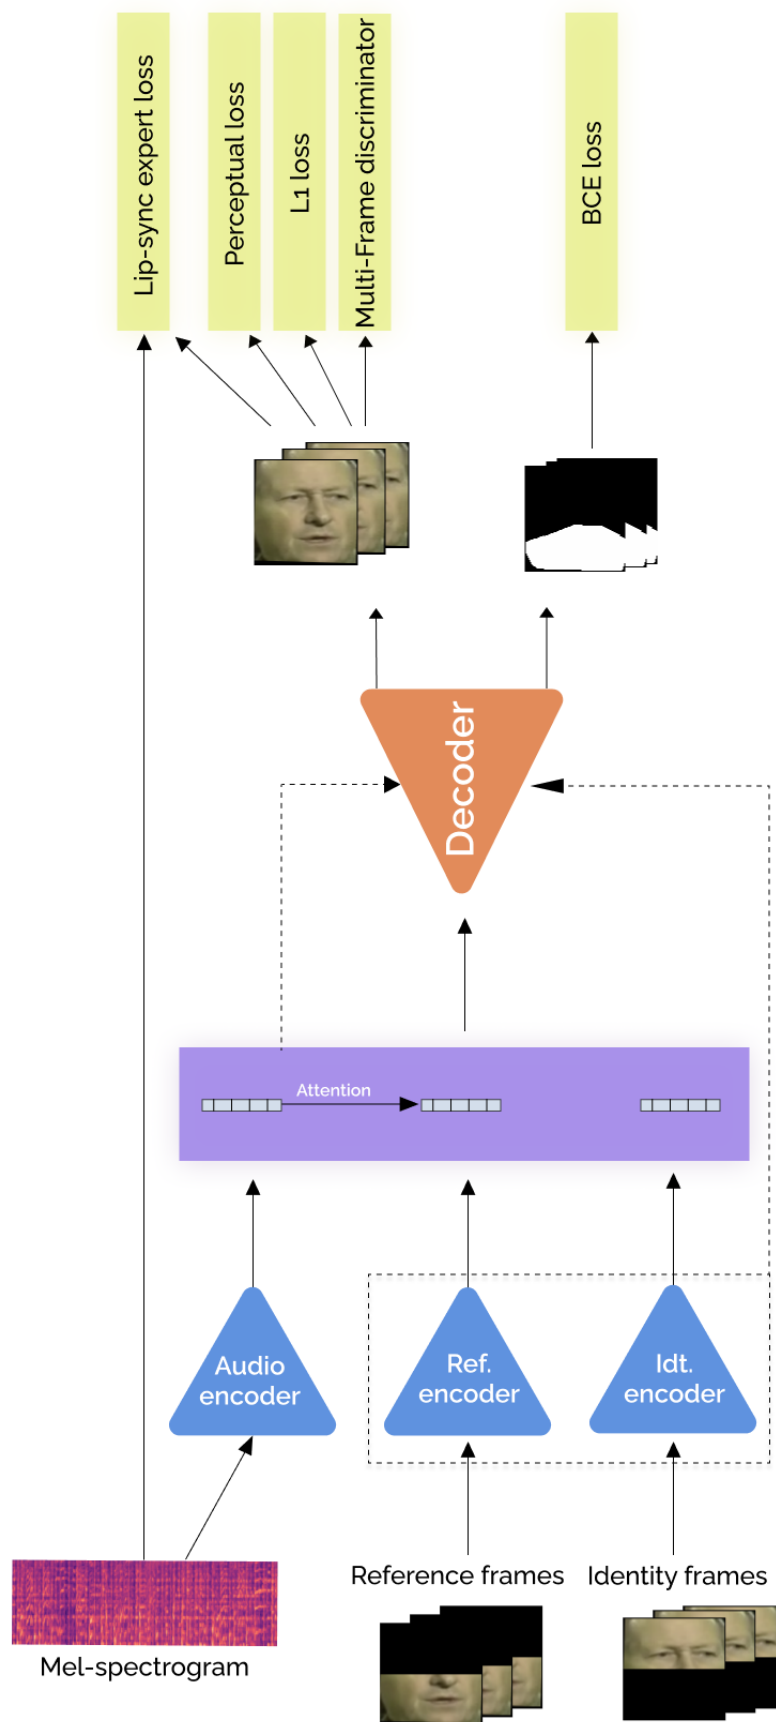 Lip-sync expert loss
Perceptual loss
L1 loss
Multi-Frame discriminator
BCE loss
Decoder
Attention
Audio
encoder
Ref.
encoder
Idt.
encoder
Reference frames
Identity frames
Mel-spectrogram